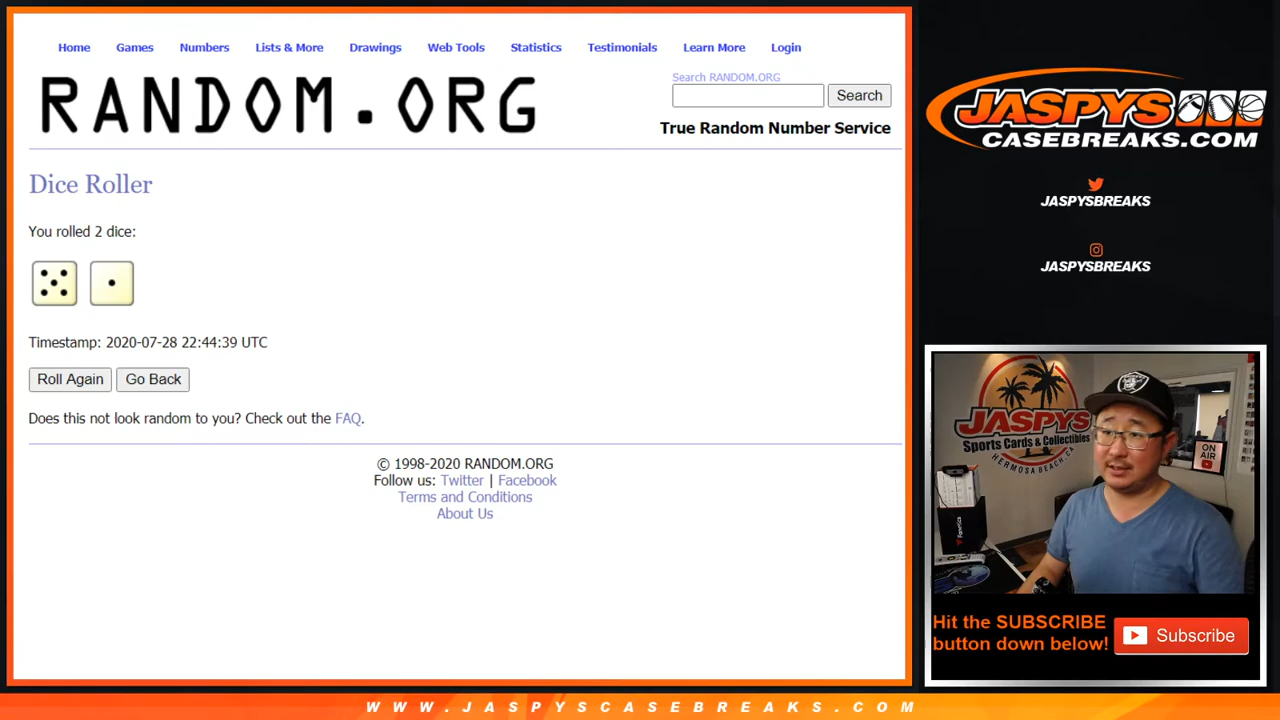 Home Games Numbers Lists & More Drawings Web Tools Statistics Testimonials Learn More Login
RANDOM.ORG
Search RANDOM.ORG
Search
True Random Number Service
Dice Roller
You rolled 2 dice:
Timestamp: 2020-07-28 22:44:39 UTC
Roll Again Go Back
Does this not look random to you? Check out the FAQ.
© 1998-2020 RANDOM.ORG
Follow us: Twitter | Facebook
Terms and Conditions
About Us
JASPYS
CASEBREAKS.COM
JASPYSBREAKS
JASPYSBREAKS
JASPYS
Sports Cards & Collectibles
HERMOSA BEACH, CA
ON AIR
Fanatics
Hit the SUBSCRIBE
button down below!
Subscribe
WWW.JASPYSCASEBREAKS.COM